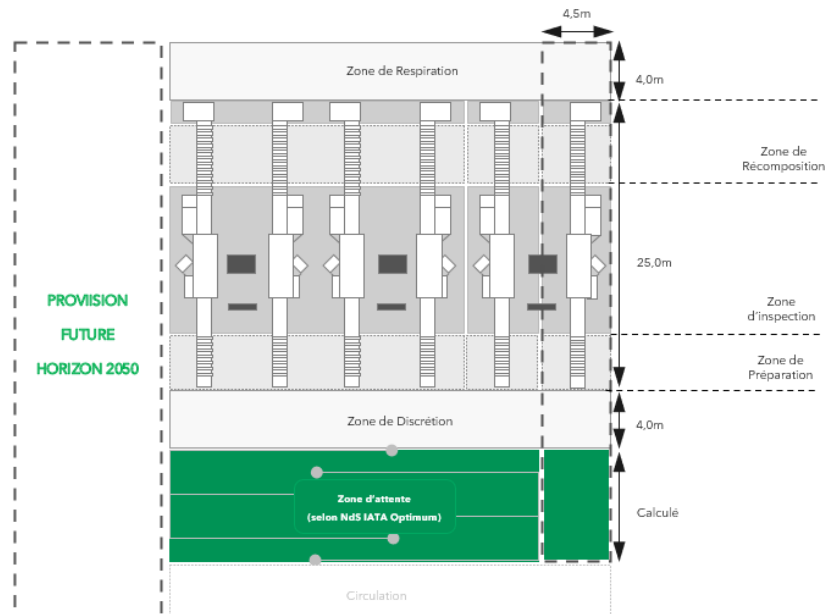 4,5m
Zone de Respiration
4,0m
Zone de
Récomposition
25,0m
PROVIISION
FUTURE
HORIZON 2050
Zone
d'inspection
Zone de
Préparation
Zone de Discrétion
4,0m
Zone d'attente
(selon NdS IATA Optimum)
Calculé
Circulation